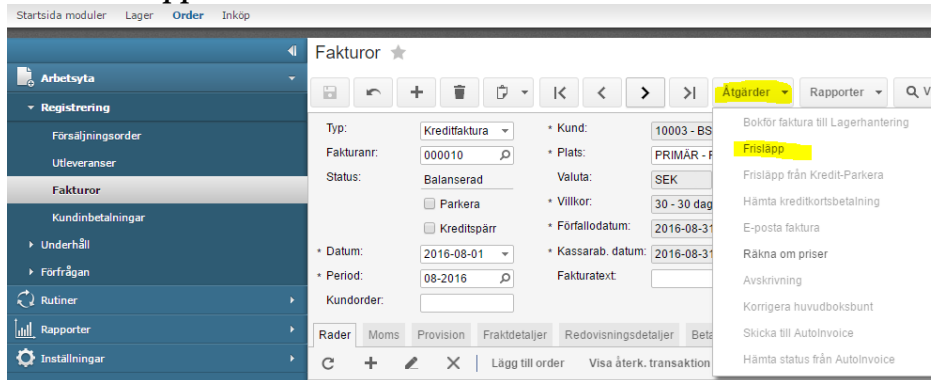 Startsida moduler Lager Order Inköp
Fakturor
Arbetsyta
Registrering
Försäljningsorder
Utleveranser
Fakturor
Kundinbetalningar
Underhåll
Förfrågan
Rutiner
Rapporter
Inställningar
Åtgärder Rapporter V
Typ: Kreditfaktura * Kund: 10003 - BS
Fakturanr: 000010 * Plats: PRIMÄR - F
Status: Balanserad Valuta: SEK
Parkera * Villkor: 30 - 30 dag
Kreditspärr * Förfallodatum: 2016-08-31
* Datum: 2016-08-01 * Kassarab. datum: 2016-08-31
* Period: 08-2016 Fakturatext:
Kundorder:
Bokför faktura till Lagerhantering
Frisläpp
Frisläpp från Kredit-Parkera
Hämta kreditkortsbetalning
E-posta faktura
Räkna om priser
Avskrivning
Korrigera huvudboksbunt
Skicka till AutoInvoice
Hämta status från AutoInvoice
Rader Moms Provision Fraktdetaljer Redovisningsdetaljer Beta
Lägg till order Visa återk. transaktion